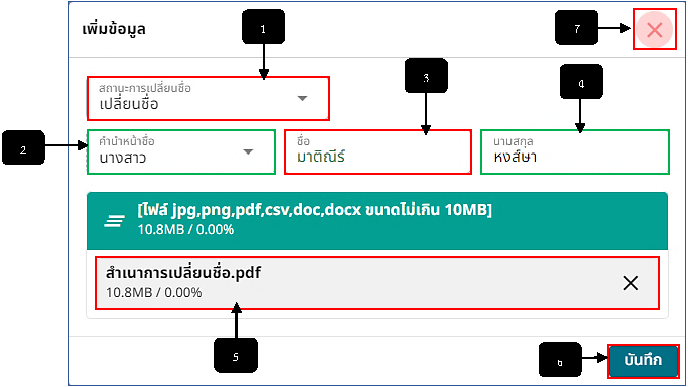 เพิ่มข้อมูล
1
7
สถานะการเปลี่ยนชื่อ
เปลี่ยนชื่อ
3
4
2
คำนำหน้าชื่อ
นางสาว
ชื่อ
มาติณีร์
นามสกุล
หงส์ษา
[ไฟล์ jpg,png,pdf,csv,doc,docx ขนาดไม่เกิน 10MB]
10.8MB / 0.00%
สำเนาการเปลี่ยนชื่อ.pdf
10.8MB / 0.00%
5
6
บันทึก